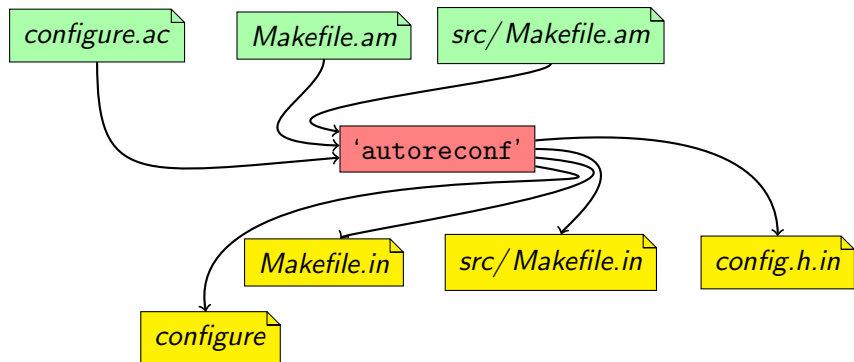 configure.ac
Makefile.am
src/Makefile.am
‘autoreconf’
Makefile.in
src/Makefile.in
config.h.in
configure